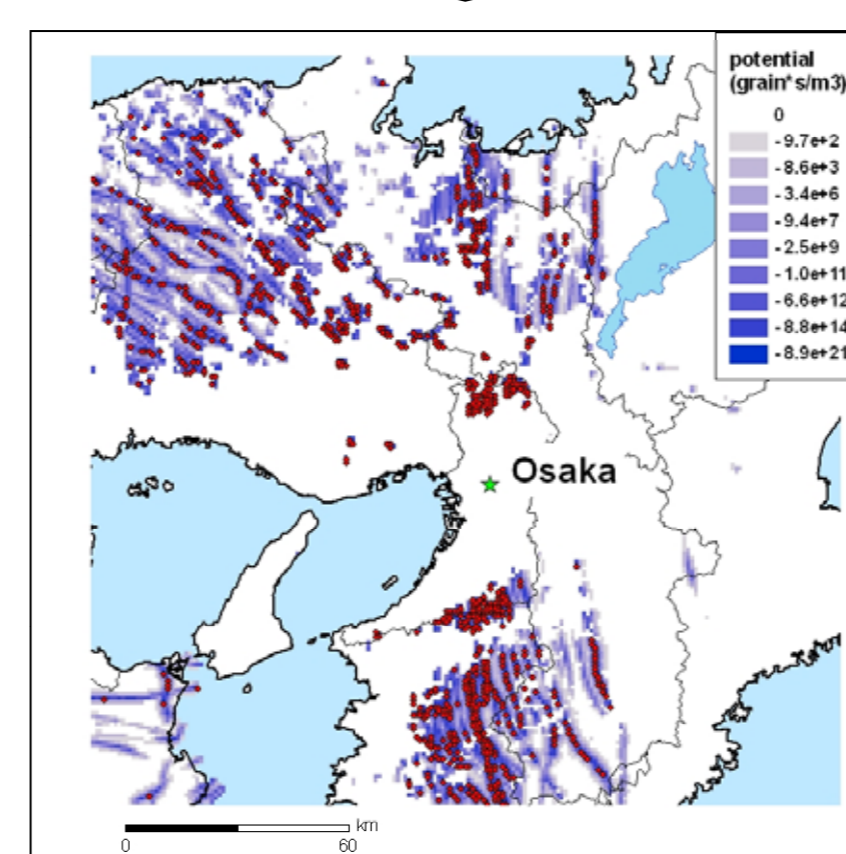 potential
(grain*s/m3)
0
- 9.7e+2
- 8.6e+3
- 3.4e+6
- 9.4e+7
- 2.5e+9
- 1.0e+11
- 6.6e+12
- 8.8e+14
- 8.9e+21
Osaka
km
0 60